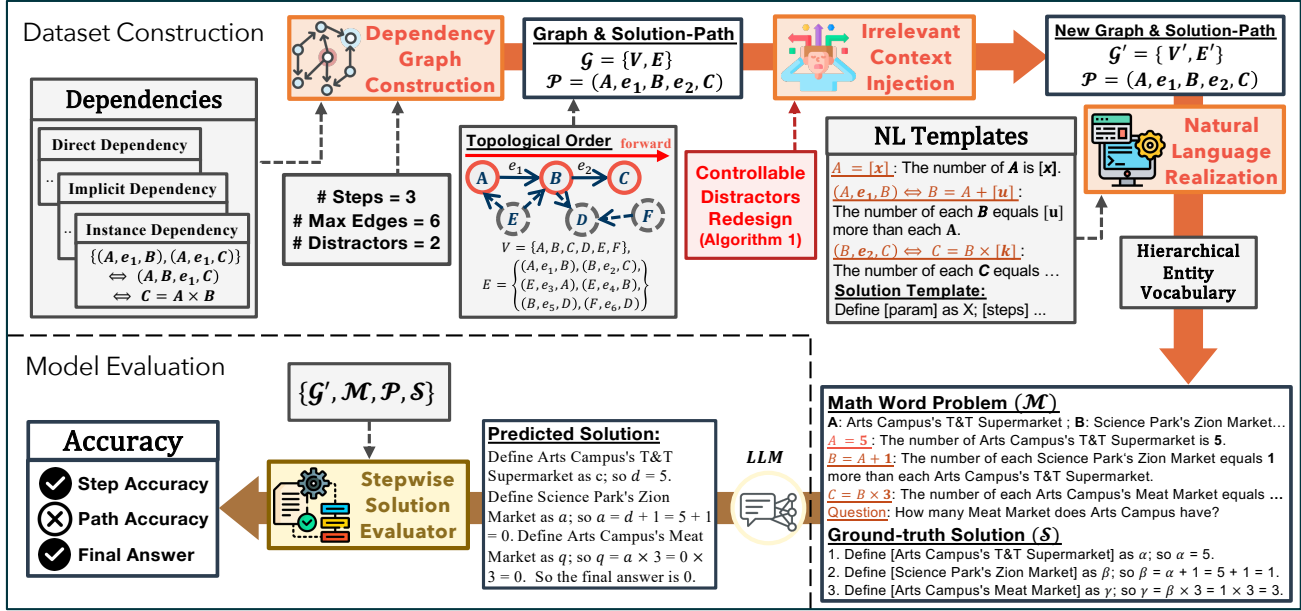 Dataset Construction
Dependencies
Direct Dependency
..
Implicit Dependency
..
Instance Dependency
{(A, e₁, B), (A, e₁, C)}
⇔ (A, B, e₁, C)
⇔ C = A × B
Dependency
Graph
Construction
# Steps = 3
# Max Edges = 6
# Distractors = 2
Graph & Solution-Path
𝒢 = {V, E}
𝒫 = (A, e₁, B, e₂, C)
Topological Order
forward
A e₁ B e₂ C
E D F
V = {A, B, C, D, E, F},
E = { (A, e₁, B), (B, e₂, C),
(E, e₃, A), (E, e₄, B),
(B, e₅, D), (F, e₆, D) }
Irrelevant
Context
Injection
Controllable
Distractors
Redesign
(Algorithm 1)
New Graph & Solution-Path
𝒢′ = { V′, E′}
𝒫 = (A, e₁, B, e₂, C)
NL Templates
A = [x] : The number of A is [x].
(A, e₁, B) ⇔ B = A + [u] :
The number of each B equals [u]
more than each A.
(B, e₂, C) ⇔ C = B × [k] :
The number of each C equals …
Solution Template:
Define [param] as X; [steps] ...
Natural
Language
Realization
Hierarchical
Entity
Vocabulary
Math Word Problem (ℳ)
A: Arts Campus's T&T Supermarket ; B: Science Park's Zion Market…
A = 5 : The number of Arts Campus's T&T Supermarket is 5.
B = A + 1: The number of each Science Park's Zion Market equals 1
more than each Arts Campus's T&T Supermarket.
C = B × 3: The number of each Arts Campus's Meat Market equals …
Question: How many Meat Market does Arts Campus have?
Ground-truth Solution (𝒮)
1. Define [Arts Campus's T&T Supermarket] as α; so α = 5.
2. Define [Science Park's Zion Market] as β; so β = α + 1 = 5 + 1 = 1.
3. Define [Arts Campus's Meat Market] as γ; so γ = β × 3 = 1 × 3 = 3.
Model Evaluation
{𝒢′, ℳ, 𝒫, 𝒮}
LLM
Predicted Solution:
Define Arts Campus's T&T
Supermarket as c; so d = 5.
Define Science Park's Zion
Market as a; so a = d + 1 = 5 + 1
= 0. Define Arts Campus's Meat
Market as q; so q = a × 3 = 0 ×
3 = 0. So the final answer is 0.
Stepwise
Solution
Evaluator
Accuracy
Step Accuracy
Path Accuracy
Final Answer